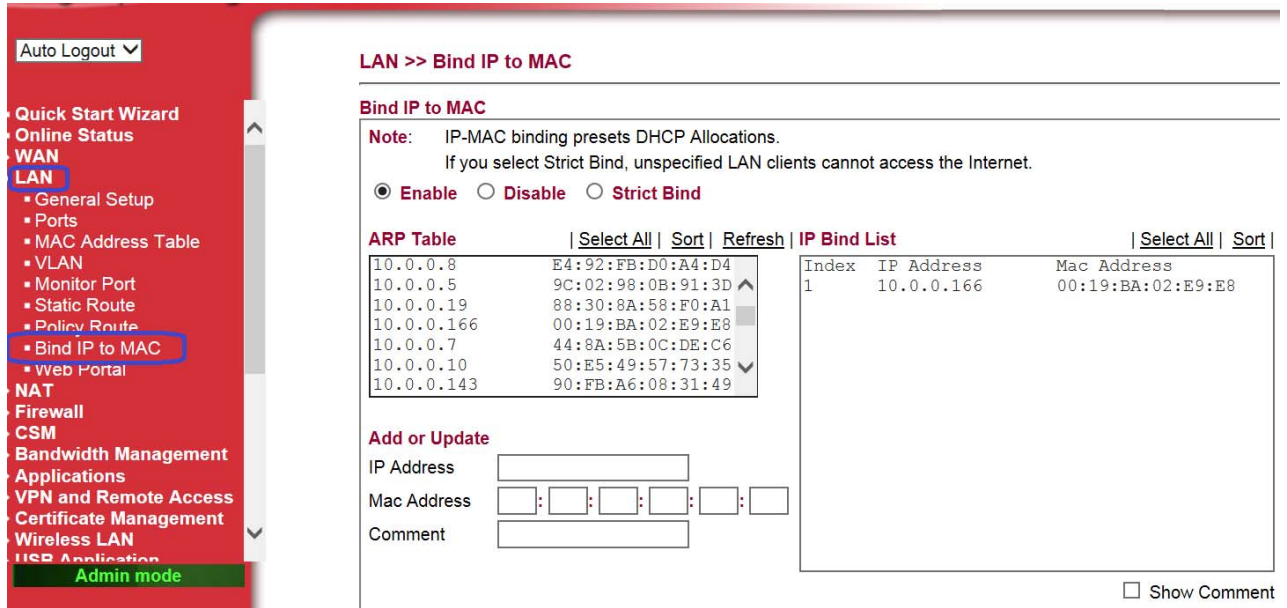 Auto Logout
Quick Start Wizard
Online Status
WAN
LAN
General Setup
Ports
MAC Address Table
VLAN
Monitor Port
Static Route
Policy Route
Bind IP to MAC
Web Portal
NAT
Firewall
CSM
Bandwidth Management
Applications
VPN and Remote Access
Certificate Management
Wireless LAN
USB Application
Admin mode
LAN >> Bind IP to MAC
Bind IP to MAC
Note: IP-MAC binding presets DHCP Allocations.
If you select Strict Bind, unspecified LAN clients cannot access the Internet.
Enable Disable Strict Bind
ARP Table | Select All | Sort | Refresh |
10.0.0.8 E4:92:FB:D0:A4:D4
10.0.0.5 9C:02:98:0B:91:3D
10.0.0.19 88:30:8A:58:F0:A1
10.0.0.166 00:19:BA:02:E9:E8
10.0.0.7 44:8A:5B:0C:DE:C6
10.0.0.10 50:E5:49:57:73:35
10.0.0.143 90:FB:A6:08:31:49
IP Bind List | Select All | Sort |
Index IP Address Mac Address
1 10.0.0.166 00:19:BA:02:E9:E8
Add or Update
IP Address
Mac Address : : : : :
Comment
Show Comment